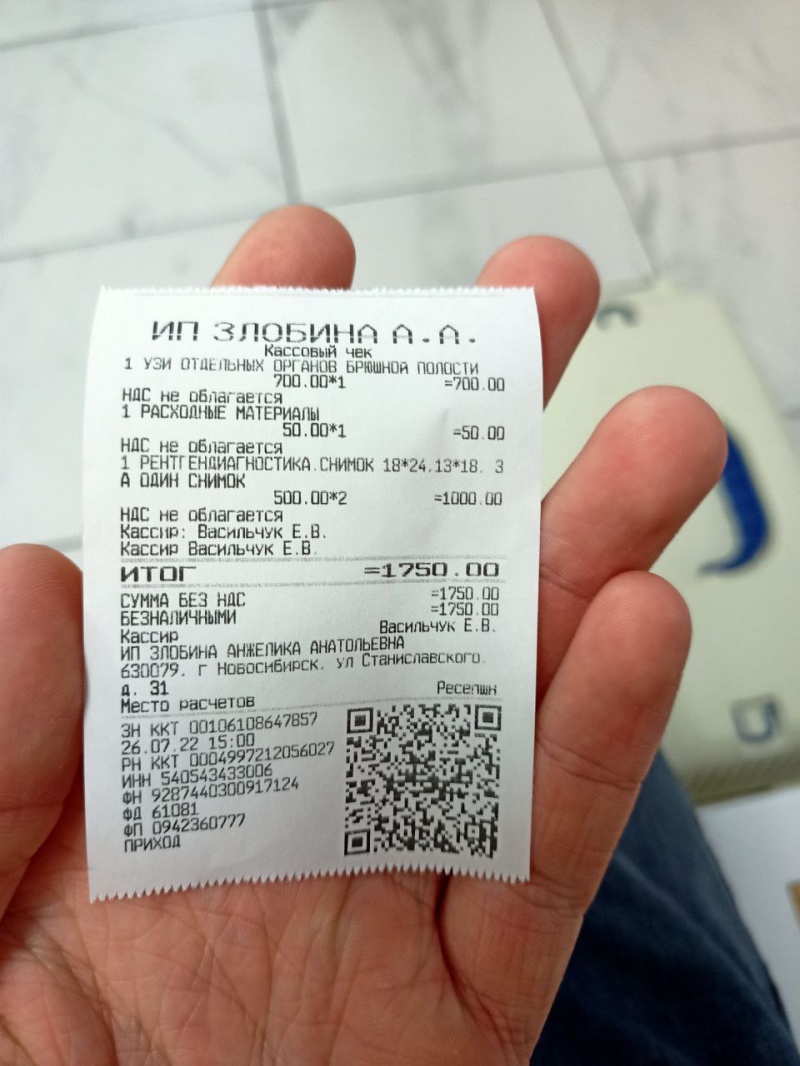 ИП ЗЛОБИНА А.А.
Кассовый чек
1 УЗИ ОТДЕЛЬНЫХ ОРГАНОВ БРЮШНОЙ ПОЛОСТИ
700.00*1 =700.00
НДС не облагается
1 РАСХОДНЫЕ МАТЕРИАЛЫ
50.00*1 =50.00
НДС не облагается
1 РЕНТГЕНДИАГНОСТИКА.СНИМОК 18*24.13*18. З
А ОДИН СНИМОК
500.00*2 =1000.00
НДС не облагается
Кассир: Васильчук Е.В.
Кассир Васильчук Е.В.
ИТОГ =1750.00
СУММА БЕЗ НДС =1750.00
БЕЗНАЛИЧНЫМИ =1750.00
Кассир Васильчук Е.В.
ИП ЗЛОБИНА АНЖЕЛИКА АНАТОЛЬЕВНА
630079. г Новосибирск. ул Станиславского.
д. 31
Место расчетов Ресепшн
ЗН ККТ 00106108647857
26.07.22 15:00
РН ККТ 0004997212056027
ИНН 540543433006
ФН 9287440300917124
ФД 61081
ФП 0942360777
ПРИХОД